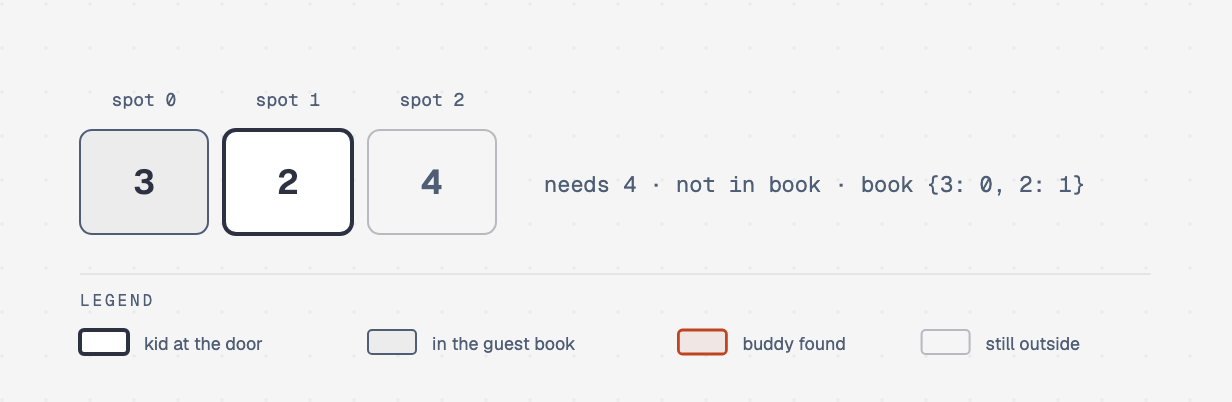 spot 0 spot 1 spot 2
3 2 4 needs 4 · not in book · book {3: 0, 2: 1}
LEGEND
kid at the door in the guest book buddy found still outside